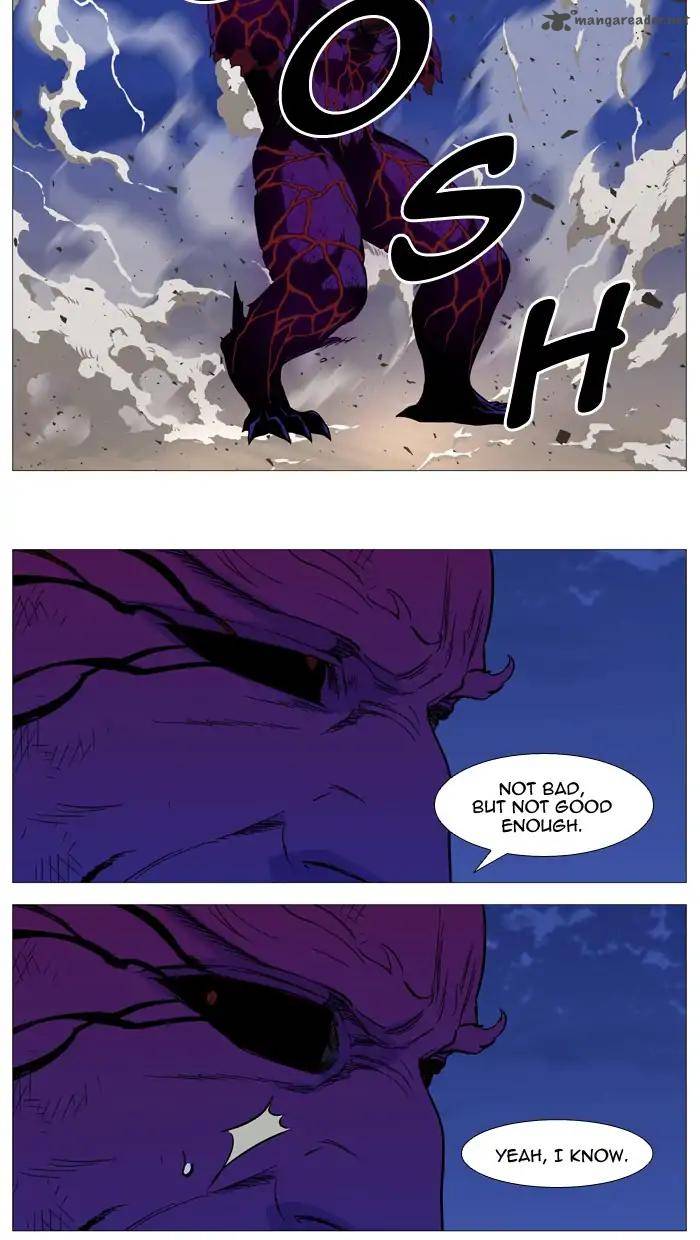 mangareader.net
OSH
NOT BAD,
BUT NOT GOOD
ENOUGH.
YEAH, I KNOW.